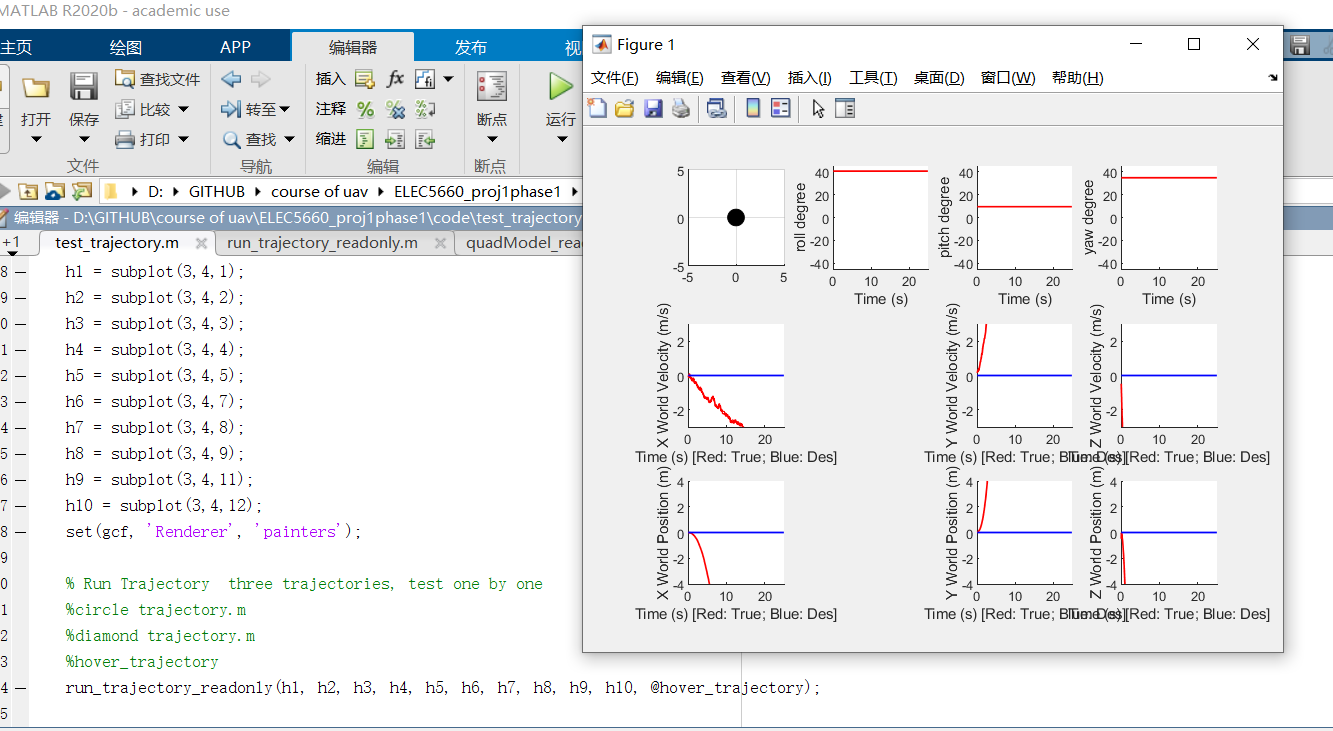 MATLAB R2020b - academic use
主页 绘图 APP 编辑器 发布
打开 保存 查找文件 比较 打印
转至 查找
插入 注释 缩进
断点 运行
文件 导航 编辑 断点
D: GITHUB course of uav ELEC5660_proj1phase1
编辑器 - D:\GITHUB\course of uav\ELEC5660_proj1phase1\code\test_trajectory
+1 test_trajectory.m run_trajectory_readonly.m
8 — h1 = subplot(3,4,1);
9 — h2 = subplot(3,4,2);
0 — h3 = subplot(3,4,3);
1 — h4 = subplot(3,4,4);
2 — h5 = subplot(3,4,5);
3 — h6 = subplot(3,4,7);
4 — h7 = subplot(3,4,8);
5 — h8 = subplot(3,4,9);
6 — h9 = subplot(3,4,11);
7 — h10 = subplot(3,4,12);
8 — set(gcf, 'Renderer', 'painters');
9
0 % Run Trajectory  three trajectories, test one by one
1 %circle trajectory.m
2 %diamond trajectory.m
3 %hover_trajectory
4 — run_trajectory_readonly(h1, h2, h3, h4, h5, h6, h7, h8, h9, h10, @hover_trajectory);
5
Figure 1
文件(F) 编辑(E) 查看(V) 插入(I) 工具(T) 桌面(D) 窗口(W) 帮助(H)
5
0
-5
-5 0 5
roll degree
40
20
0
-20
-40
0 10 20
Time (s)
pitch degree
40
20
0
-20
-40
0 10 20
Time (s)
yaw degree
40
20
0
-20
-40
0 10 20
Time (s)
X World Velocity (m/s)
2
0
-2
0 10 20
Time (s) [Red: True; Blue: Des]
Y World Velocity (m/s)
2
0
-2
0 10 20
Time (s) [Red: True; Blue: Des]
Z World Velocity (m/s)
2
0
-2
0 10 20
Time (s) [Red: True; Blue: Des]
X World Position (m)
4
2
0
-2
-4
0 10 20
Time (s) [Red: True; Blue: Des]
Y World Position (m)
4
2
0
-2
-4
0 10 20
Time (s) [Red: True; Blue: Des]
Z World Position (m)
4
2
0
-2
-4
0 10 20
Time (s) [Red: True; Blue: Des]